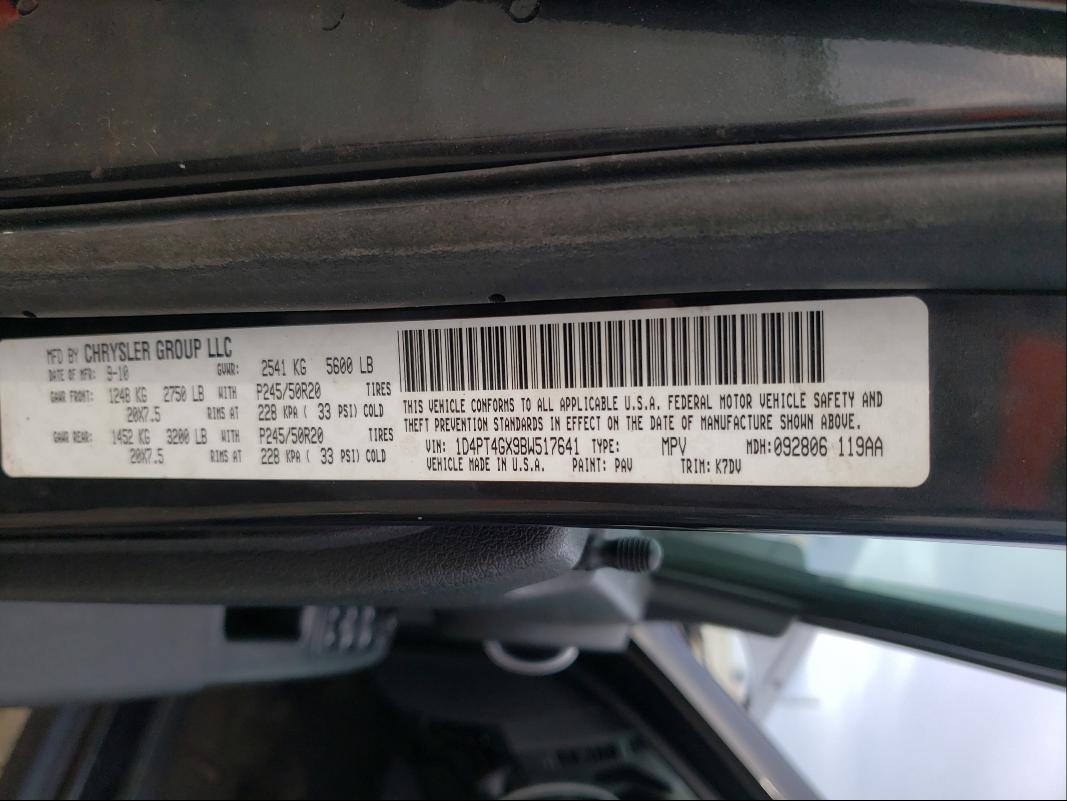 MFD BY CHRYSLER GROUP LLC
DATE OF MFR: 9-10 GVWR: 2541 KG 5600 LB
GAWR FRONT: 1248 KG 2750 LB WITH P245/50R20 TIRES
20X7.5 RIMS AT 228 KPA ( 33 PSI) COLD
GAWR REAR: 1452 KG 3200 LB WITH P245/50R20 TIRES
20X7.5 RIMS AT 228 KPA ( 33 PSI) COLD
THIS VEHICLE CONFORMS TO ALL APPLICABLE U.S.A. FEDERAL MOTOR VEHICLE SAFETY AND
THEFT PREVENTION STANDARDS IN EFFECT ON THE DATE OF MANUFACTURE SHOWN ABOVE.
VIN: 1D4PT4GX9BW517641 TYPE: MPV MDH: 092806 119AA
VEHICLE MADE IN U.S.A. PAINT: PAV TRIM: K7DV